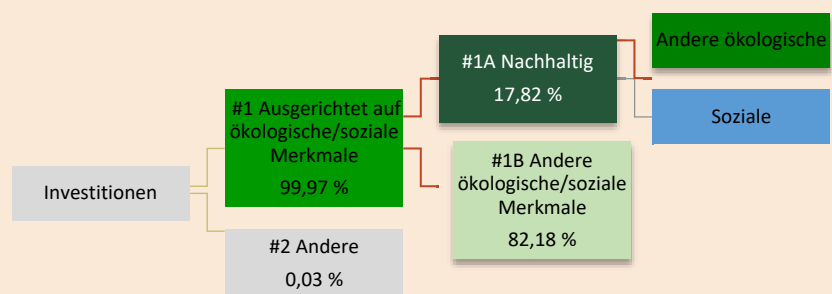 Investitionen
#1 Ausgerichtet auf
ökologische/soziale
Merkmale
99,97 %
#2 Andere
0,03 %
#1A Nachhaltig
17,82 %
#1B Andere
ökologische/soziale
Merkmale
82,18 %
Andere ökologische
Soziale